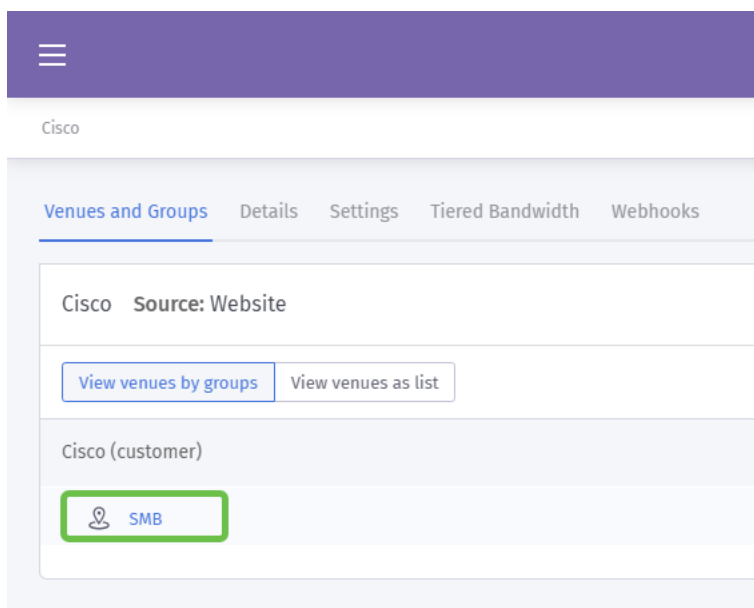 Cisco
Venues and Groups Details Settings Tiered Bandwidth Webhooks
Cisco Source: Website
View venues by groups View venues as list
Cisco (customer)
SMB